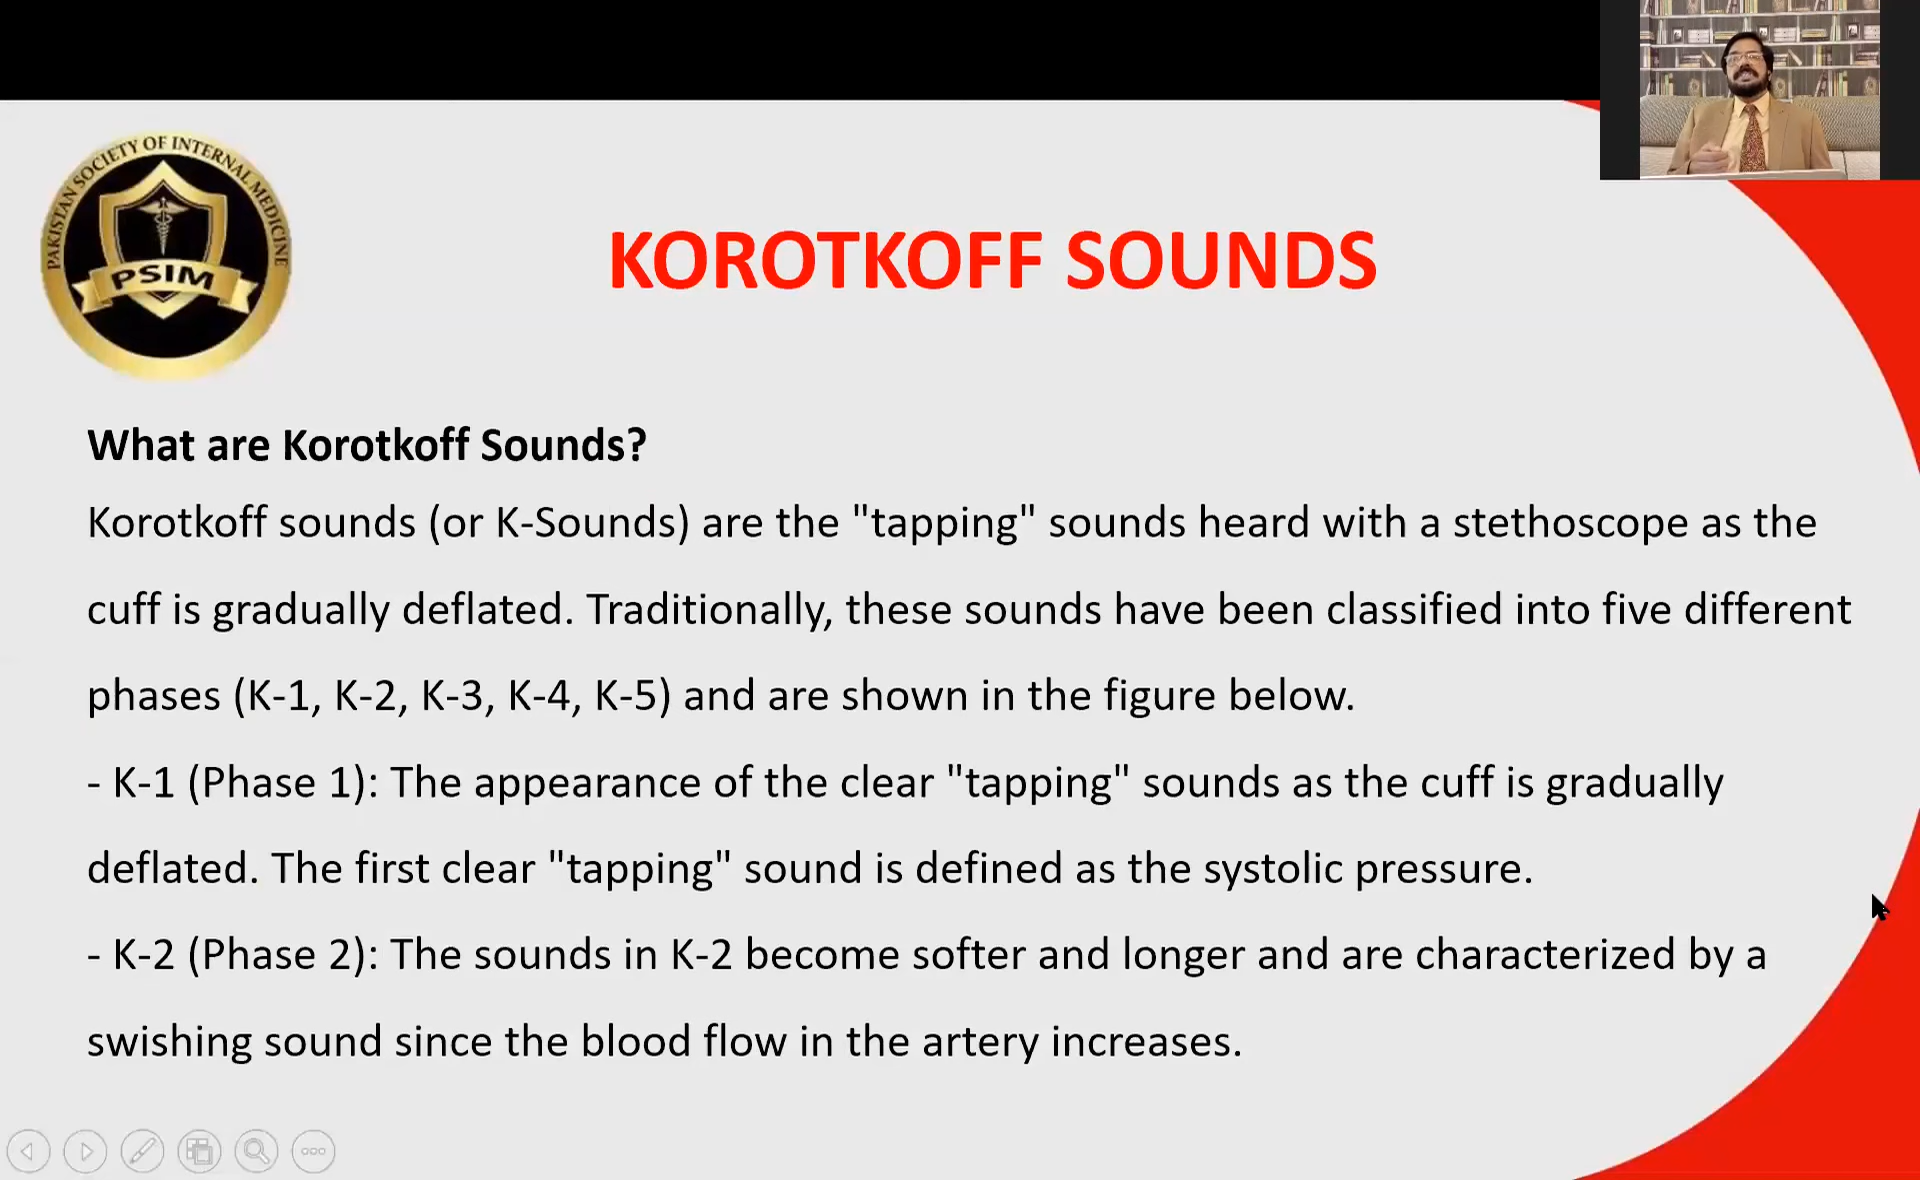 PAKISTAN SOCIETY OF INTERNAL MEDICINE
PSIM
KOROTKOFF SOUNDS
What are Korotkoff Sounds?
Korotkoff sounds (or K-Sounds) are the "tapping" sounds heard with a stethoscope as the
cuff is gradually deflated. Traditionally, these sounds have been classified into five different
phases (K-1, K-2, K-3, K-4, K-5) and are shown in the figure below.
- K-1 (Phase 1): The appearance of the clear "tapping" sounds as the cuff is gradually
deflated. The first clear "tapping" sound is defined as the systolic pressure.
- K-2 (Phase 2): The sounds in K-2 become softer and longer and are characterized by a
swishing sound since the blood flow in the artery increases.